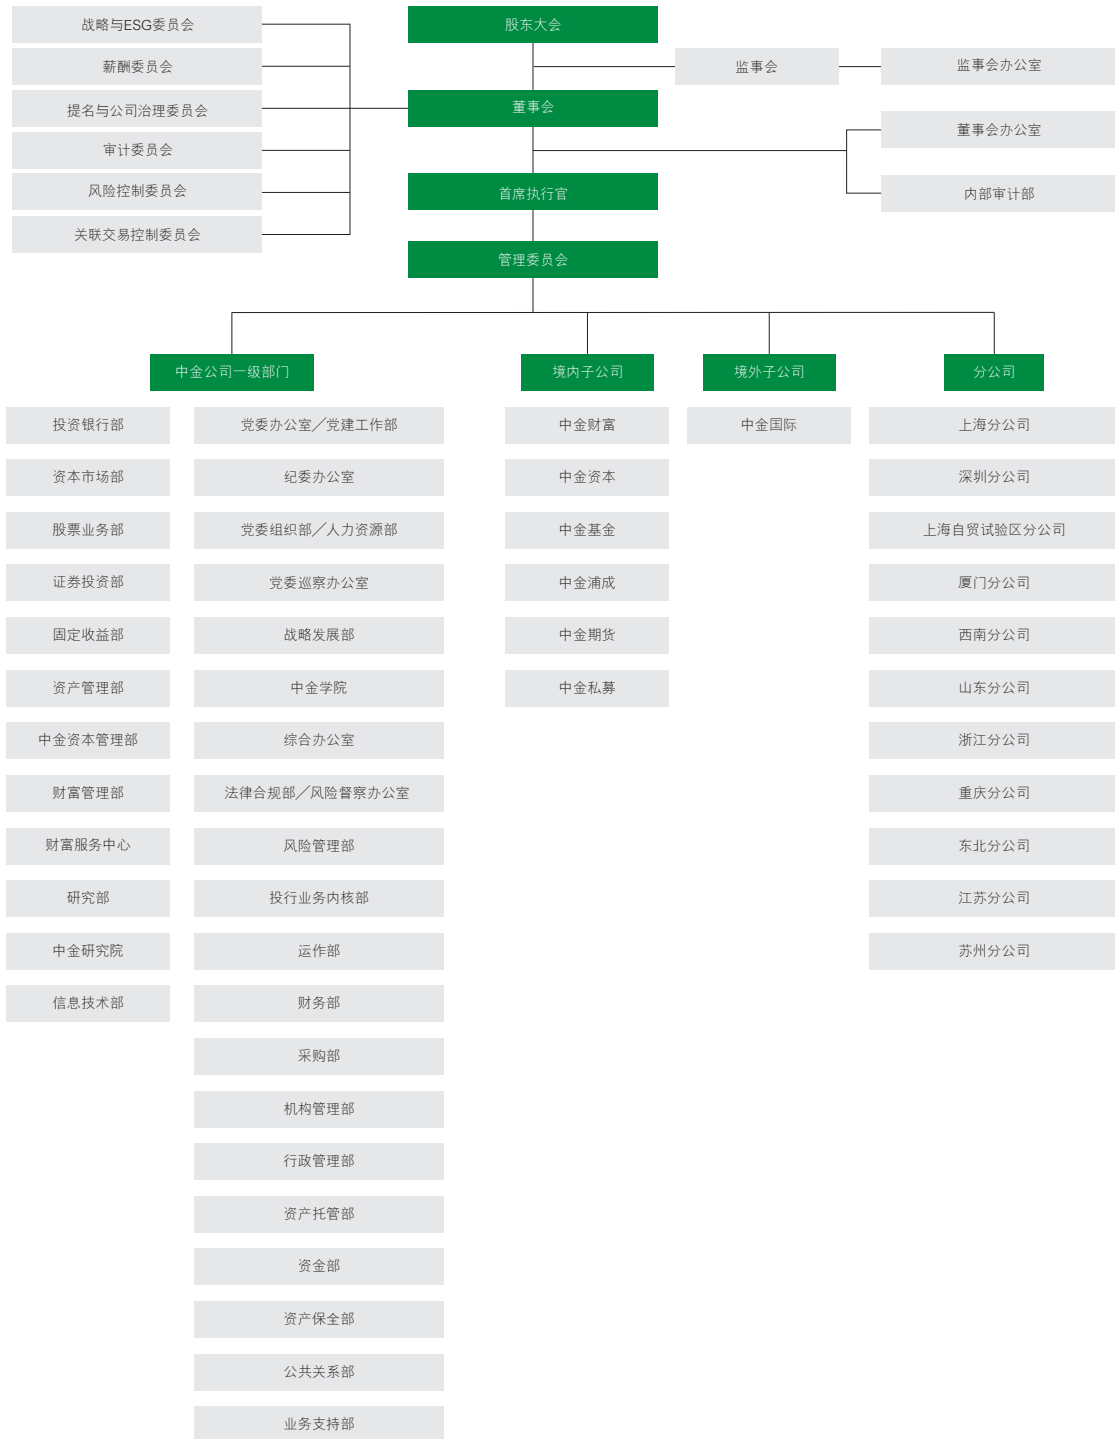 战略与ESG委员会
薪酬委员会
提名与公司治理委员会
审计委员会
风险控制委员会
关联交易控制委员会
股东大会
监事会
监事会办公室
董事会
董事会办公室
内部审计部
首席执行官
管理委员会
中金公司一级部门
投资银行部
资本市场部
股票业务部
证券投资部
固定收益部
资产管理部
中金资本管理部
财富管理部
财富服务中心
研究部
中金研究院
信息技术部
党委办公室／党建工作部
纪委办公室
党委组织部／人力资源部
党委巡察办公室
战略发展部
中金学院
综合办公室
法律合规部／风险督察办公室
风险管理部
投行业务内核部
运作部
财务部
采购部
机构管理部
行政管理部
资产托管部
资金部
资产保全部
公共关系部
业务支持部
境内子公司
中金财富
中金资本
中金基金
中金浦成
中金期货
中金私募
境外子公司
中金国际
分公司
上海分公司
深圳分公司
上海自贸试验区分公司
厦门分公司
西南分公司
山东分公司
浙江分公司
重庆分公司
东北分公司
江苏分公司
苏州分公司